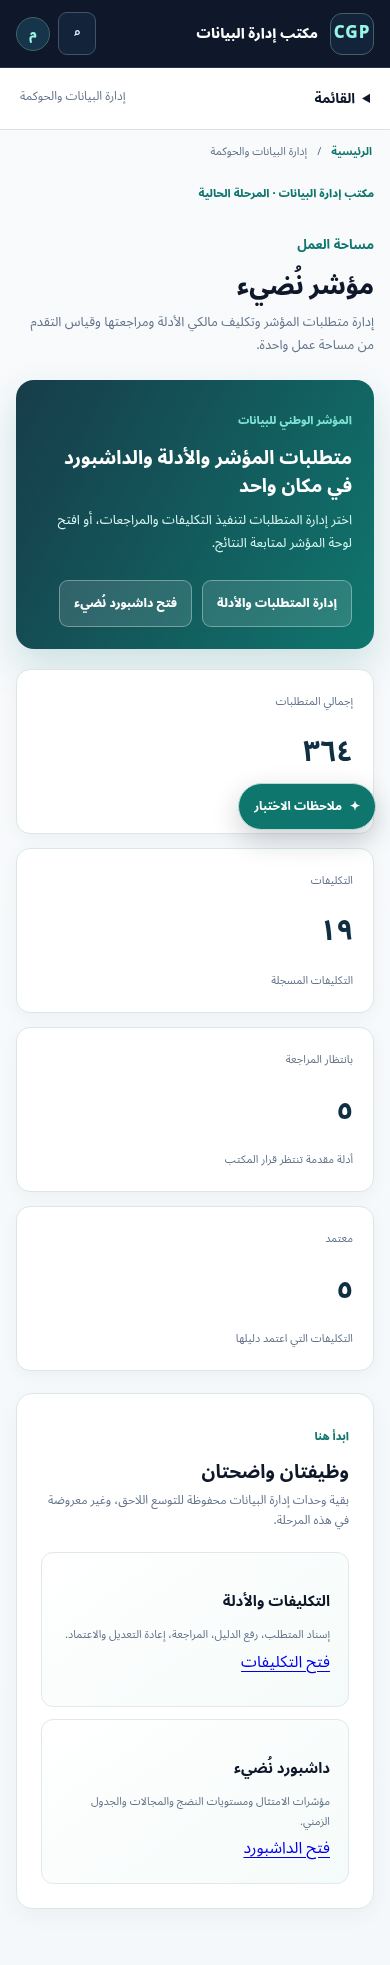 CGP
مكتب إدارة البيانات
م
القائمة
إدارة البيانات والحوكمة
الرئيسية / إدارة البيانات والحوكمة
مكتب إدارة البيانات · المرحلة الحالية
مساحة العمل
مؤشر نُضيء
إدارة متطلبات المؤشر وتكليف مالكي الأدلة ومراجعتها وقياس التقدم
من مساحة عمل واحدة.
المؤشر الوطني للبيانات
متطلبات المؤشر والأدلة والداشبورد
في مكان واحد
اختر إدارة المتطلبات لتنفيذ التكليفات والمراجعات، أو افتح
لوحة المؤشر لمتابعة النتائج.
إدارة المتطلبات والأدلة
فتح داشبورد نُضيء
إجمالي المتطلبات
٣٦٤
ملاحظات الاختبار
التكليفات
١٩
التكليفات المسجلة
بانتظار المراجعة
٥
أدلة مقدمة تنتظر قرار المكتب
معتمد
٥
التكليفات التي اعتمد دليلها
ابدأ هنا
وظيفتان واضحتان
بقية وحدات إدارة البيانات محفوظة للتوسع اللاحق، وغير معروضة
في هذه المرحلة.
التكليفات والأدلة
إسناد المتطلب، رفع الدليل، المراجعة، إعادة التعديل والاعتماد.
فتح التكليفات
داشبورد نُضيء
مؤشرات الامتثال ومستويات النضج والمجالات والجدول
الزمني.
فتح الداشبورد